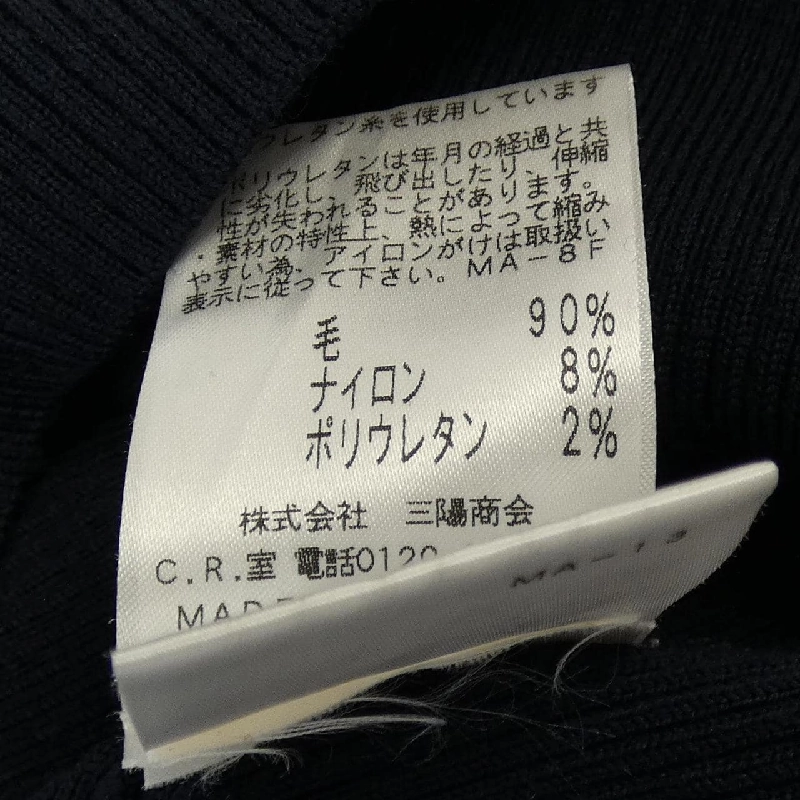 ウレタン糸を使用しています
ポリウレタンは年月の経過と共
に劣化し、飛び出したり、伸縮
性が失われることがあります。
・素材の特性上、熱によって縮み
やすい為、アイロンがけは取扱い
表示に従って下さい。MA-8F
毛 90%
ナイロン 8%
ポリウレタン 2%
株式会社 三陽商会
C.R.室 電話0120
MADE
MA-13